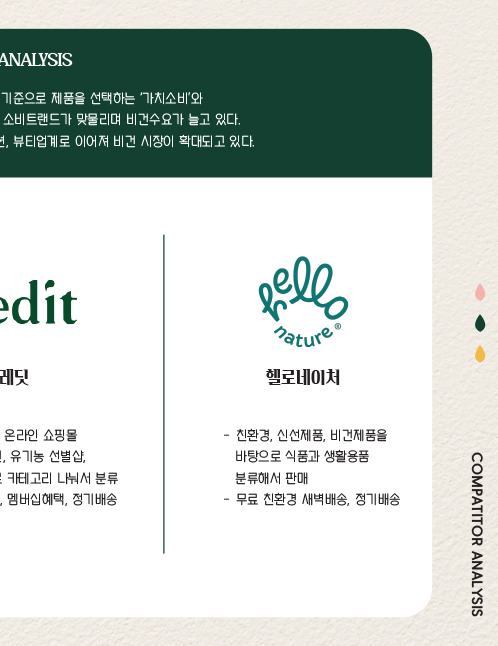 ANALYSIS
기준으로 제품을 선택하는 '가치소비'와
소비트랜드가 맞물리며 비건수요가 늘고 있다.
, 뷰티업계로 이어져 비건 시장이 확대되고 있다.
edit
레딧
온라인 쇼핑몰
, 유기농 선별샵,
카테고리 나눠서 분류
, 멤버십혜택, 정기배송
hello
nature®
헬로네이처
- 친환경, 신선제품, 비건제품을
바탕으로 식품과 생활용품
분류해서 판매
- 무료 친환경 새벽배송, 정기배송
COMPATITOR ANALYSIS